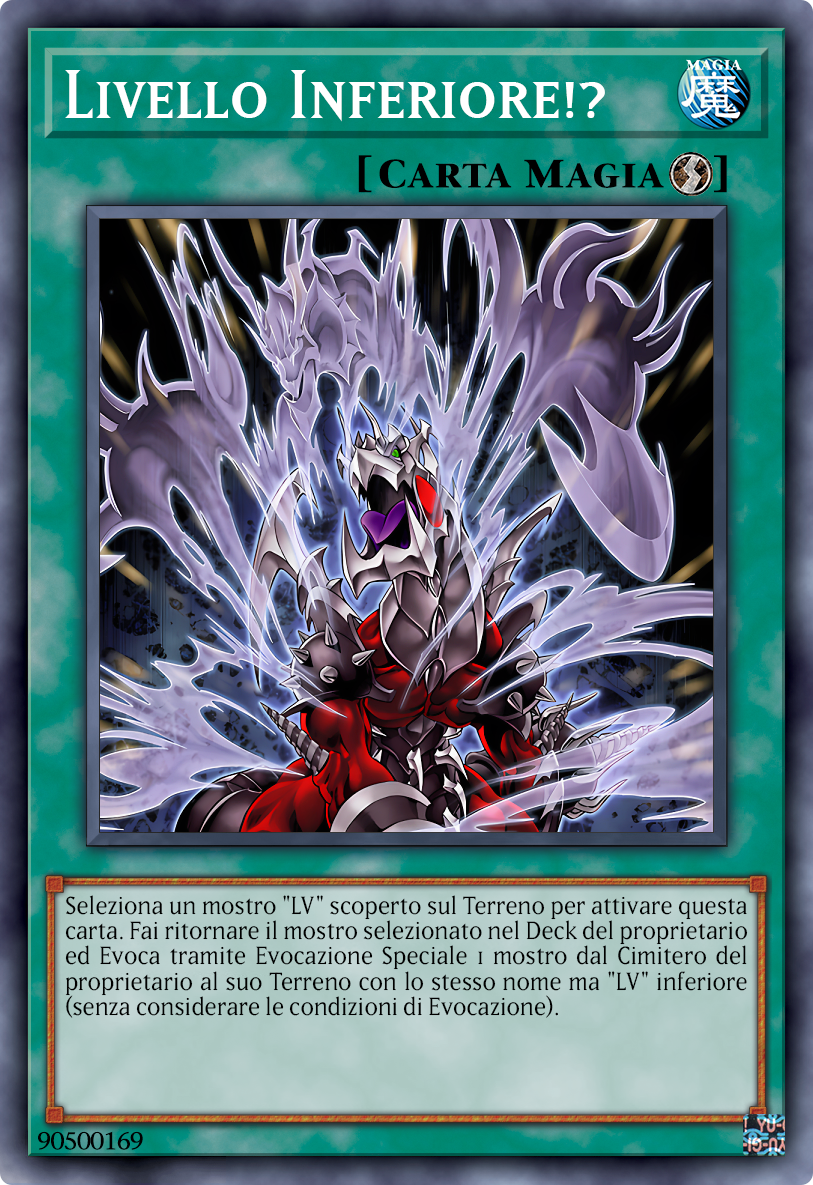 Livello Inferiore!?
MAGIA
魔
[Carta Magia]
Seleziona un mostro "LV" scoperto sul Terreno per attivare questa
carta. Fai ritornare il mostro selezionato nel Deck del proprietario
ed Evoca tramite Evocazione Speciale 1 mostro dal Cimitero del
proprietario al suo Terreno con lo stesso nome ma "LV" inferiore
(senza considerare le condizioni di Evocazione).
90500169